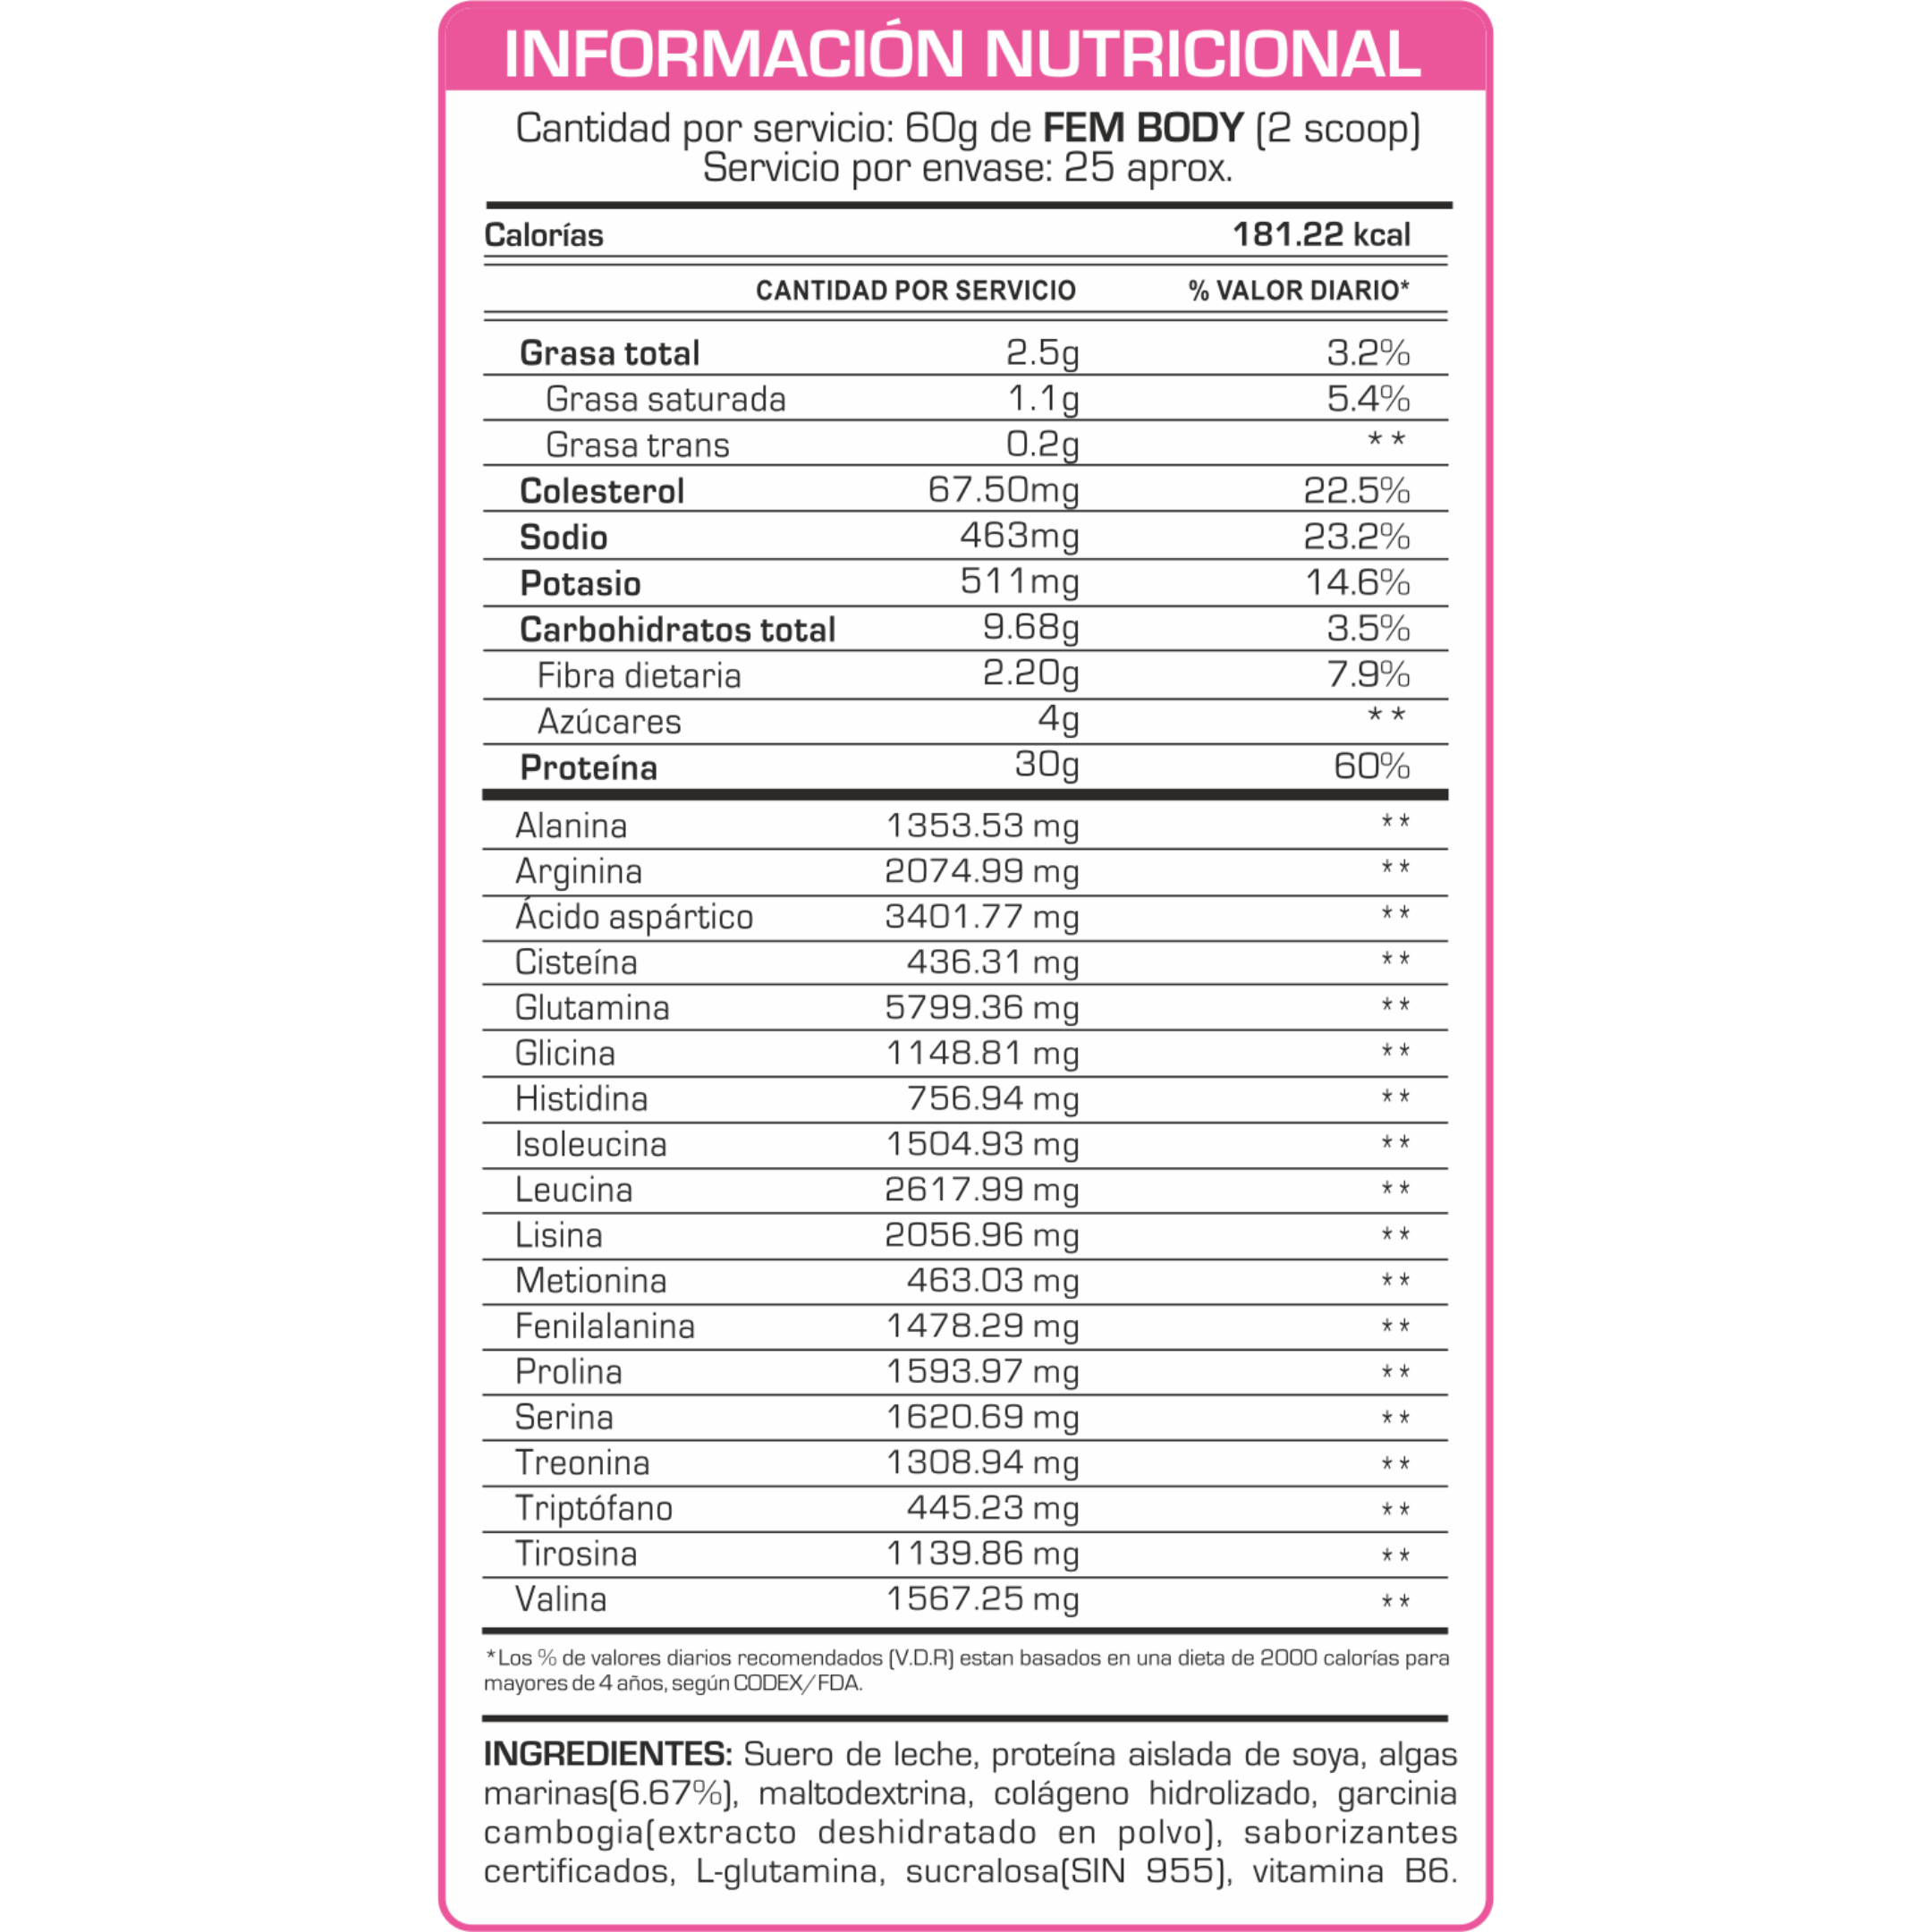 INFORMACIÓN NUTRICIONAL
Cantidad por servicio: 60g de FEM BODY (2 scoop)
Servicio por envase: 25 aprox.
Calorías 181.22 kcal
CANTIDAD POR SERVICIO % VALOR DIARIO*
Grasa total 2.5g 3.2%
Grasa saturada 1.1g 5.4%
Grasa trans 0.2g **
Colesterol 67.50mg 22.5%
Sodio 463mg 23.2%
Potasio 511mg 14.6%
Carbohidratos total 9.68g 3.5%
Fibra dietaria 2.20g 7.9%
Azúcares 4g **
Proteína 30g 60%
Alanina 1353.53 mg **
Arginina 2074.99 mg **
Ácido aspártico 3401.77 mg **
Cisteína 436.31 mg **
Glutamina 5799.36 mg **
Glicina 1148.81 mg **
Histidina 756.94 mg **
Isoleucina 1504.93 mg **
Leucina 2617.99 mg **
Lisina 2056.96 mg **
Metionina 463.03 mg **
Fenilalanina 1478.29 mg **
Prolina 1593.97 mg **
Serina 1620.69 mg **
Treonina 1308.94 mg **
Triptófano 445.23 mg **
Tirosina 1139.86 mg **
Valina 1567.25 mg **
*Los % de valores diarios recomendados (V.D.R) estan basados en una dieta de 2000 calorías para
mayores de 4 años, según CODEX/FDA.
INGREDIENTES: Suero de leche, proteína aislada de soya, algas
marinas(6.67%), maltodextrina, colágeno hidrolizado, garcinia
cambogia(extracto deshidratado en polvo), saborizantes
certificados, L-glutamina, sucralosa(SIN 955), vitamina B6.